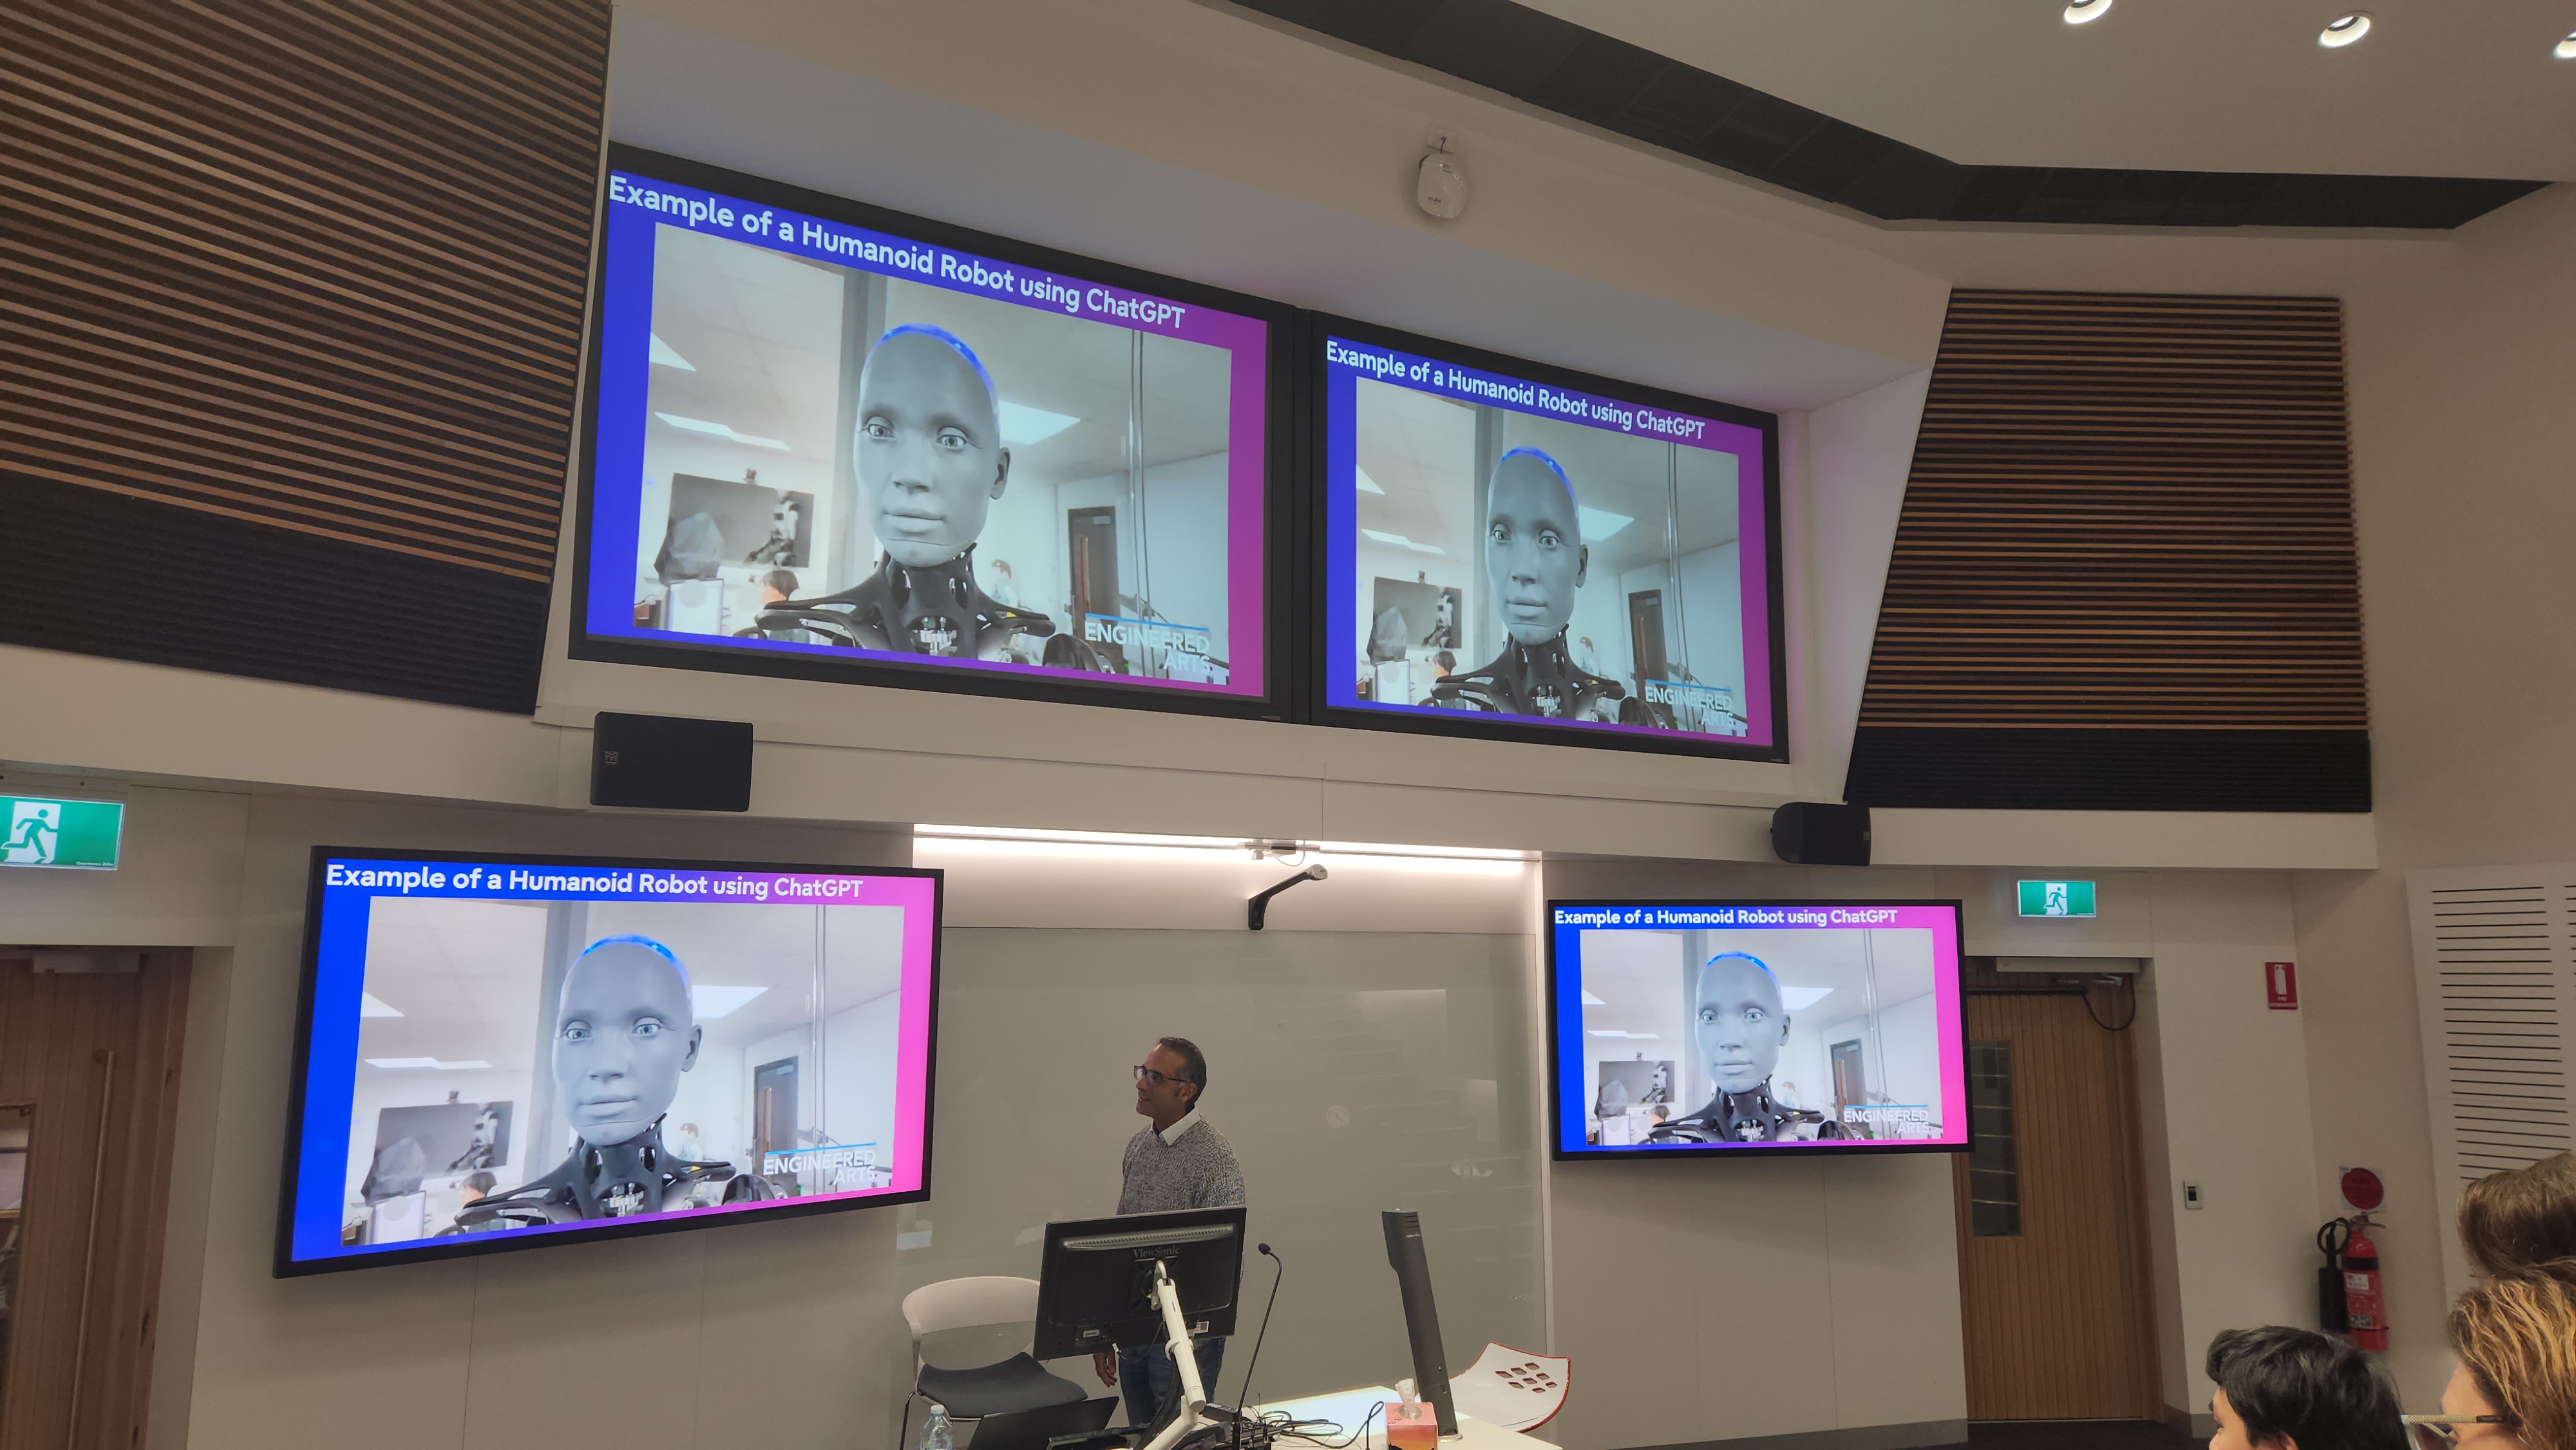 Example of a Humanoid Robot using ChatGPT
ENGINEERED
ARTS
Example of a Humanoid Robot using ChatGPT
ENGINEERED
ARTS
Example of a Humanoid Robot using ChatGPT
ENGINEERED
ARTS
Example of a Humanoid Robot using ChatGPT
ENGINEERED
ARTS
ViewSonic